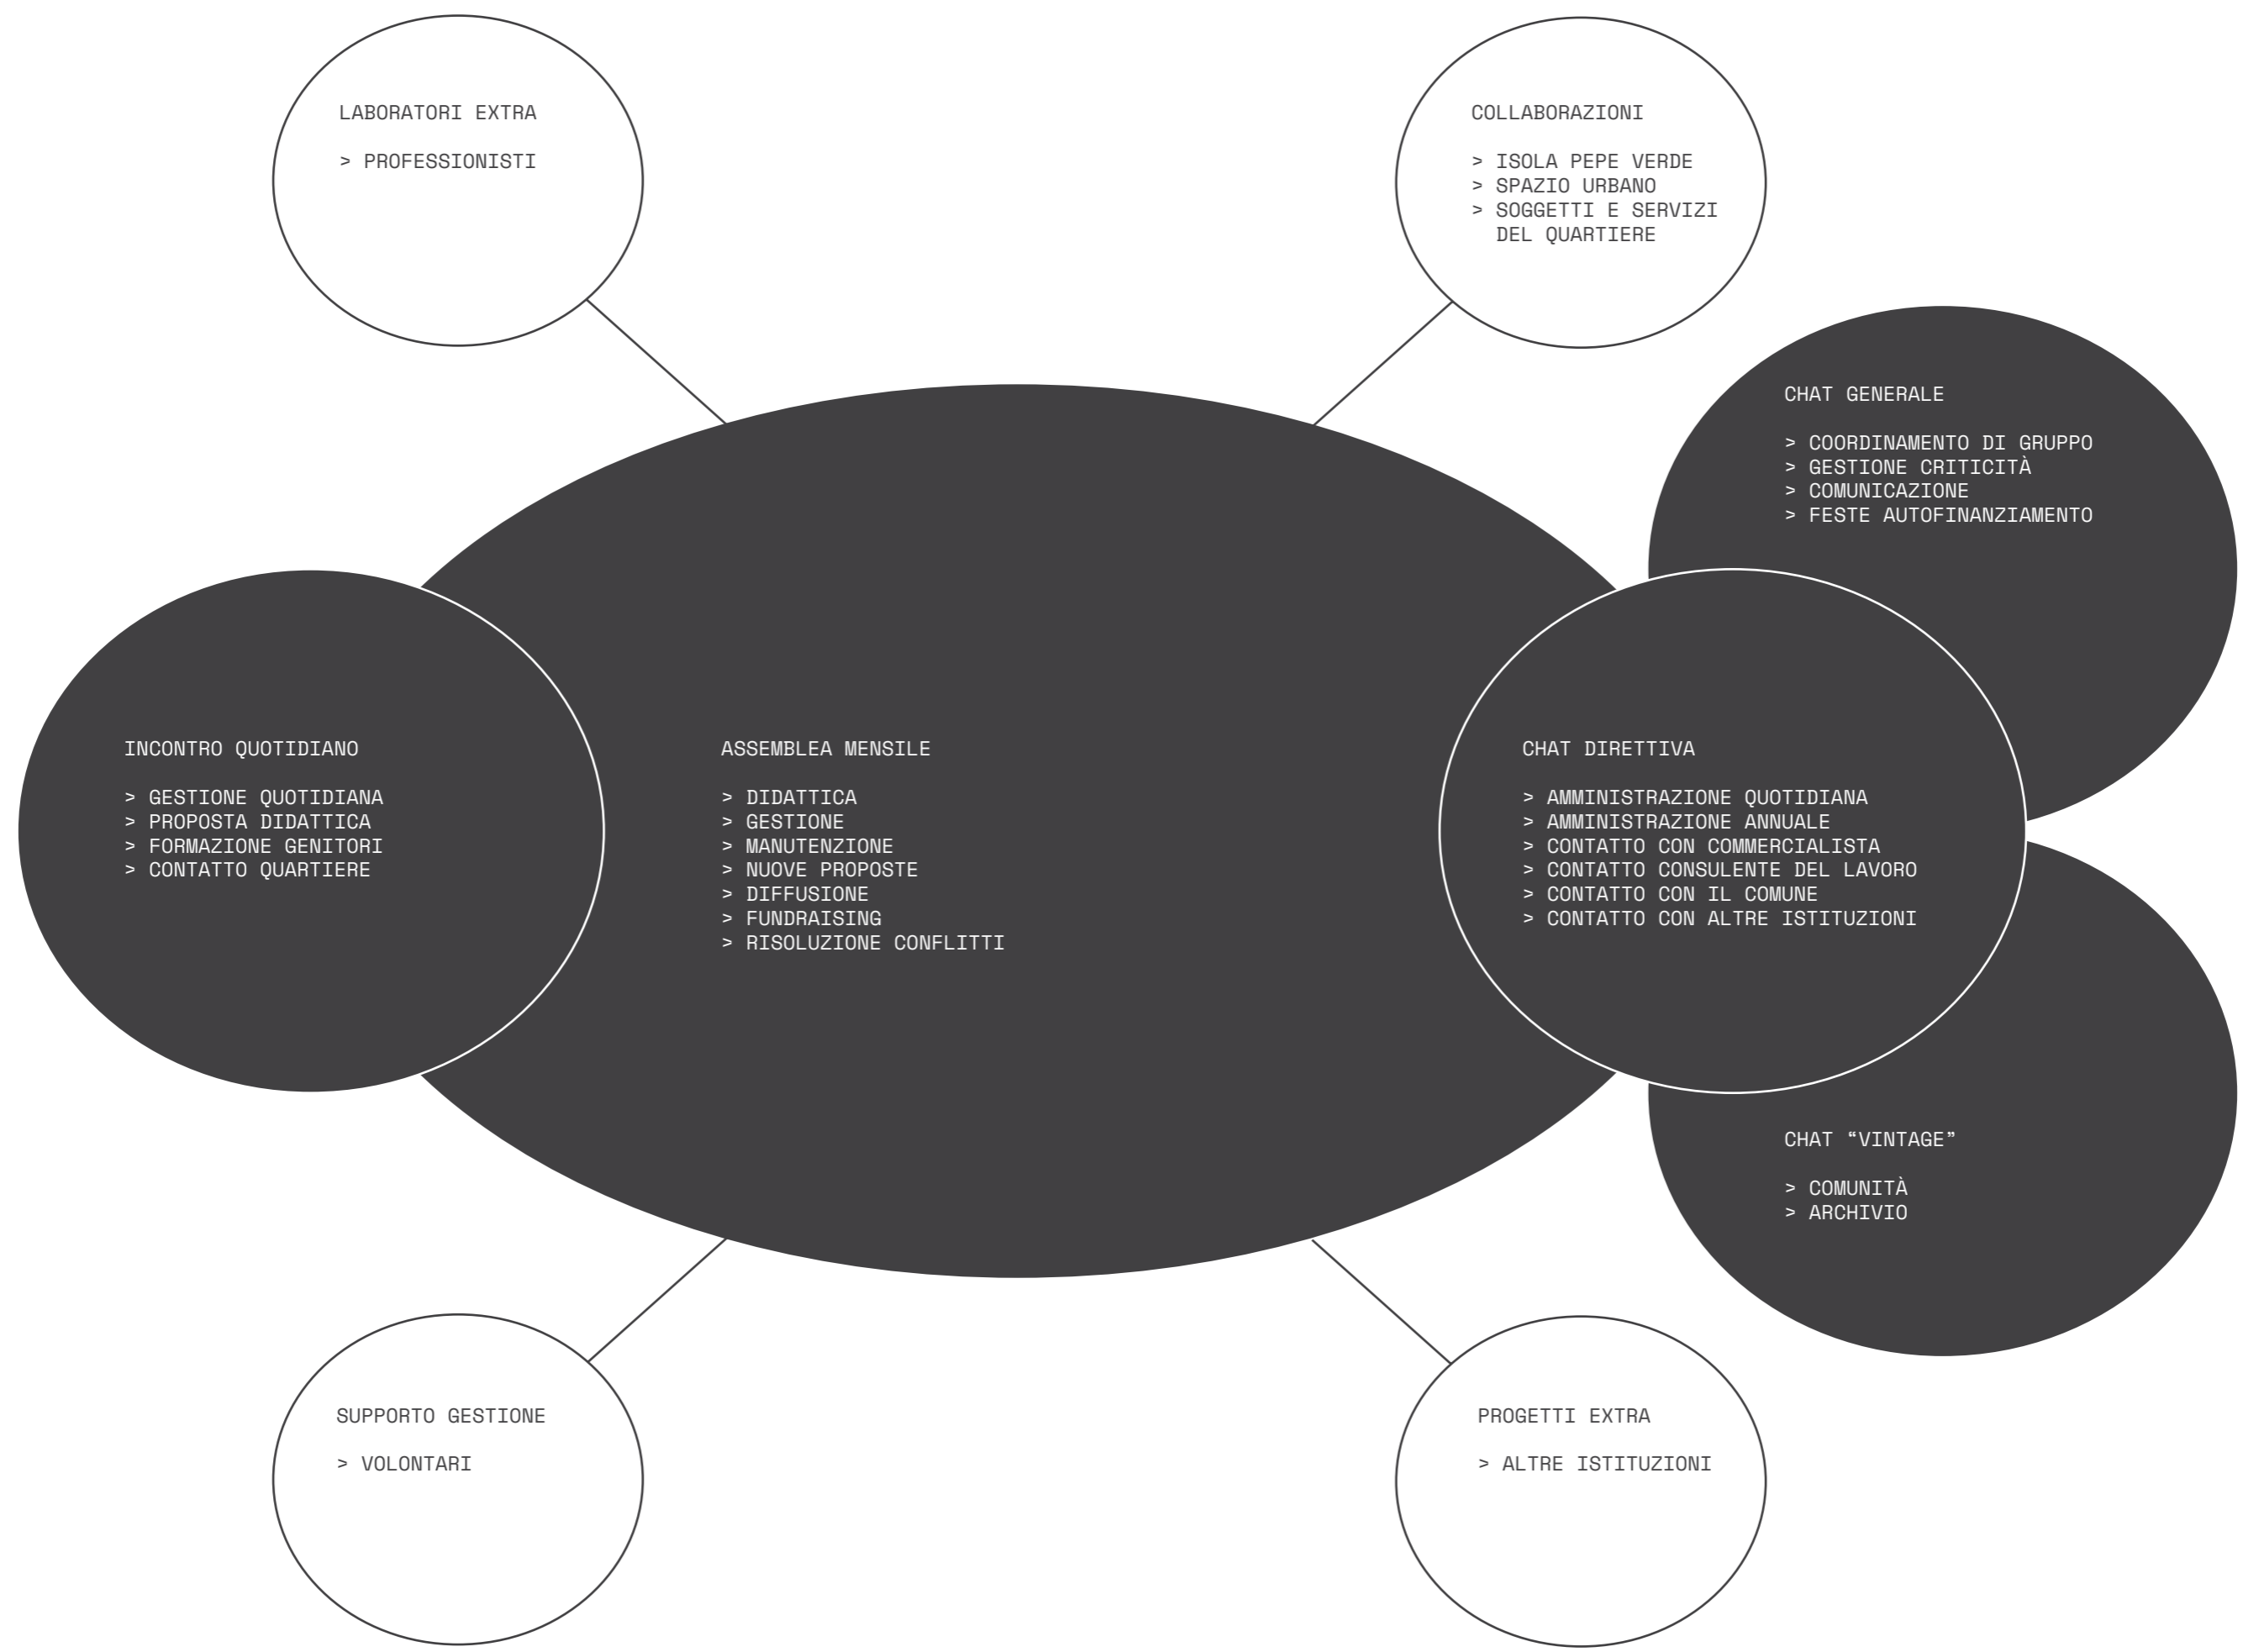 LABORATORI EXTRA
> PROFESSIONISTI
COLLABORAZIONI
> ISOLA PEPE VERDE
> SPAZIO URBANO
> SOGGETTI E SERVIZI
DEL QUARTIERE
CHAT GENERALE
> COORDINAMENTO DI GRUPPO
> GESTIONE CRITICITÀ
> COMUNICAZIONE
> FESTE AUTOFINANZIAMENTO
INCONTRO QUOTIDIANO
> GESTIONE QUOTIDIANA
> PROPOSTA DIDATTICA
> FORMAZIONE GENITORI
> CONTATTO QUARTIERE
ASSEMBLEA MENSILE
> DIDATTICA
> GESTIONE
> MANUTENZIONE
> NUOVE PROPOSTE
> DIFFUSIONE
> FUNDRAISING
> RISOLUZIONE CONFLITTI
CHAT DIRETTIVA
> AMMINISTRAZIONE QUOTIDIANA
> AMMINISTRAZIONE ANNUALE
> CONTATTO CON COMMERCIALISTA
> CONTATTO CONSULENTE DEL LAVORO
> CONTATTO CON IL COMUNE
> CONTATTO CON ALTRE ISTITUZIONI
CHAT “VINTAGE”
> COMUNITÀ
> ARCHIVIO
SUPPORTO GESTIONE
> VOLONTARI
PROGETTI EXTRA
> ALTRE ISTITUZIONI